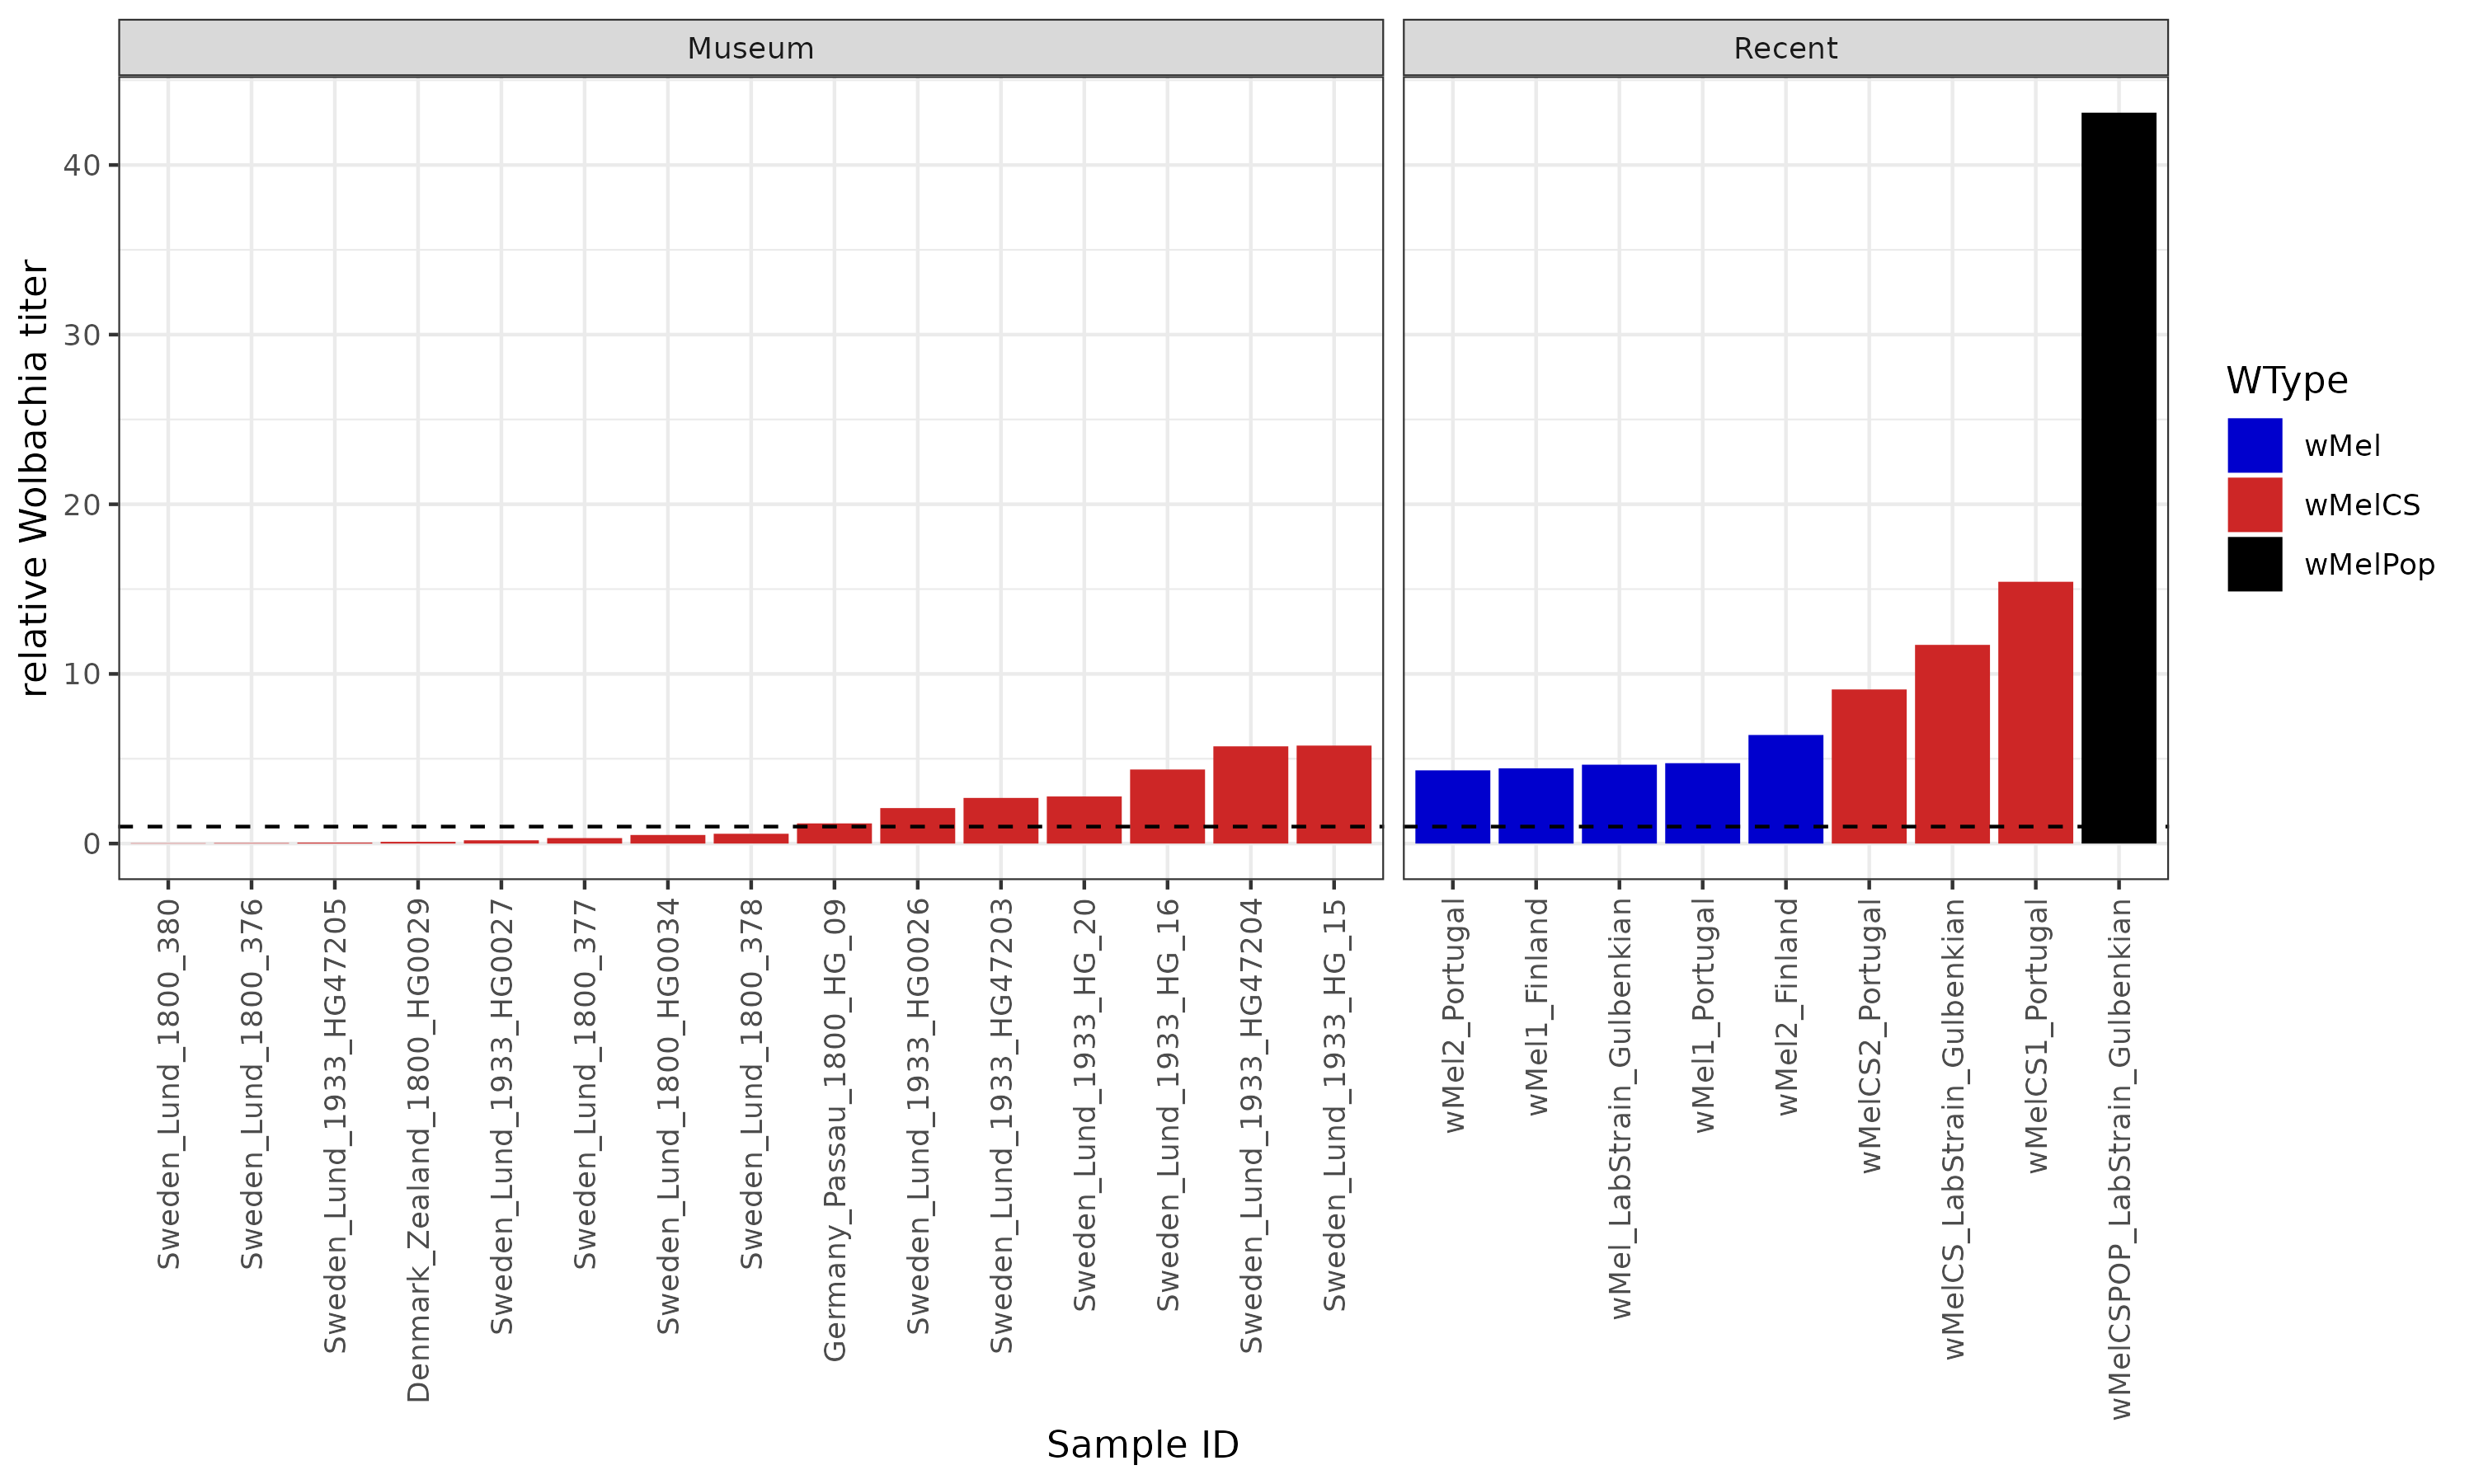 Museum
Recent
relative Wolbachia titer
40
30
20
10
0
Sweden_Lund_1800_380
Sweden_Lund_1800_376
Sweden_Lund_1933_HG47205
Denmark_Zealand_1800_HG0029
Sweden_Lund_1933_HG0027
Sweden_Lund_1800_377
Sweden_Lund_1800_HG0034
Sweden_Lund_1800_378
Germany_Passau_1800_HG_09
Sweden_Lund_1933_HG0026
Sweden_Lund_1933_HG47203
Sweden_Lund_1933_HG_20
Sweden_Lund_1933_HG_16
Sweden_Lund_1933_HG47204
Sweden_Lund_1933_HG_15
wMel2_Portugal
wMel1_Finland
wMel_LabStrain_Gulbenkian
wMel1_Portugal
wMel2_Finland
wMelCS2_Portugal
wMelCS_LabStrain_Gulbenkian
wMelCS1_Portugal
wMelCSPOP_LabStrain_Gulbenkian
Sample ID
WType
wMel
wMelCS
wMelPop